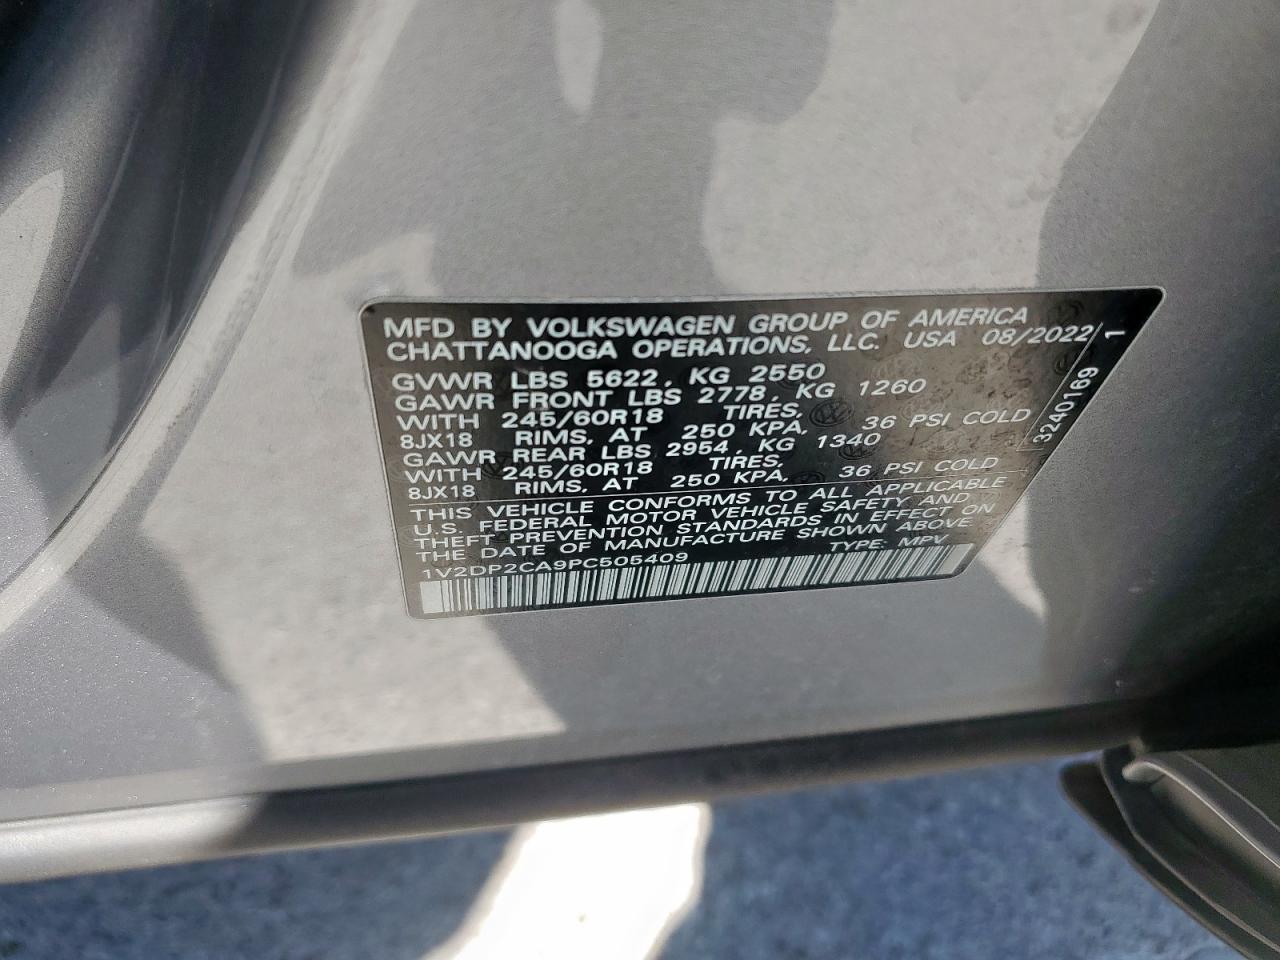 MFD BY VOLKSWAGEN GROUP OF AMERICA
CHATTANOOGA OPERATIONS, LLC. USA 08/2022/1
GVWR LBS 5622, KG 2550
GAWR FRONT LBS 2778, KG 1260
WITH 245/60R18 TIRES,
8JX18 RIMS, AT 250 KPA, 36 PSI COLD
GAWR REAR LBS 2954, KG 1340
WITH 245/60R18 TIRES,
8JX18 RIMS, AT 250 KPA, 36 PSI COLD
THIS VEHICLE CONFORMS TO ALL APPLICABLE
U.S. FEDERAL MOTOR VEHICLE SAFETY AND
THEFT PREVENTION STANDARDS IN EFFECT ON
THE DATE OF MANUFACTURE SHOWN ABOVE
1V2DP2CA9PC505409 TYPE: MPV
3240169